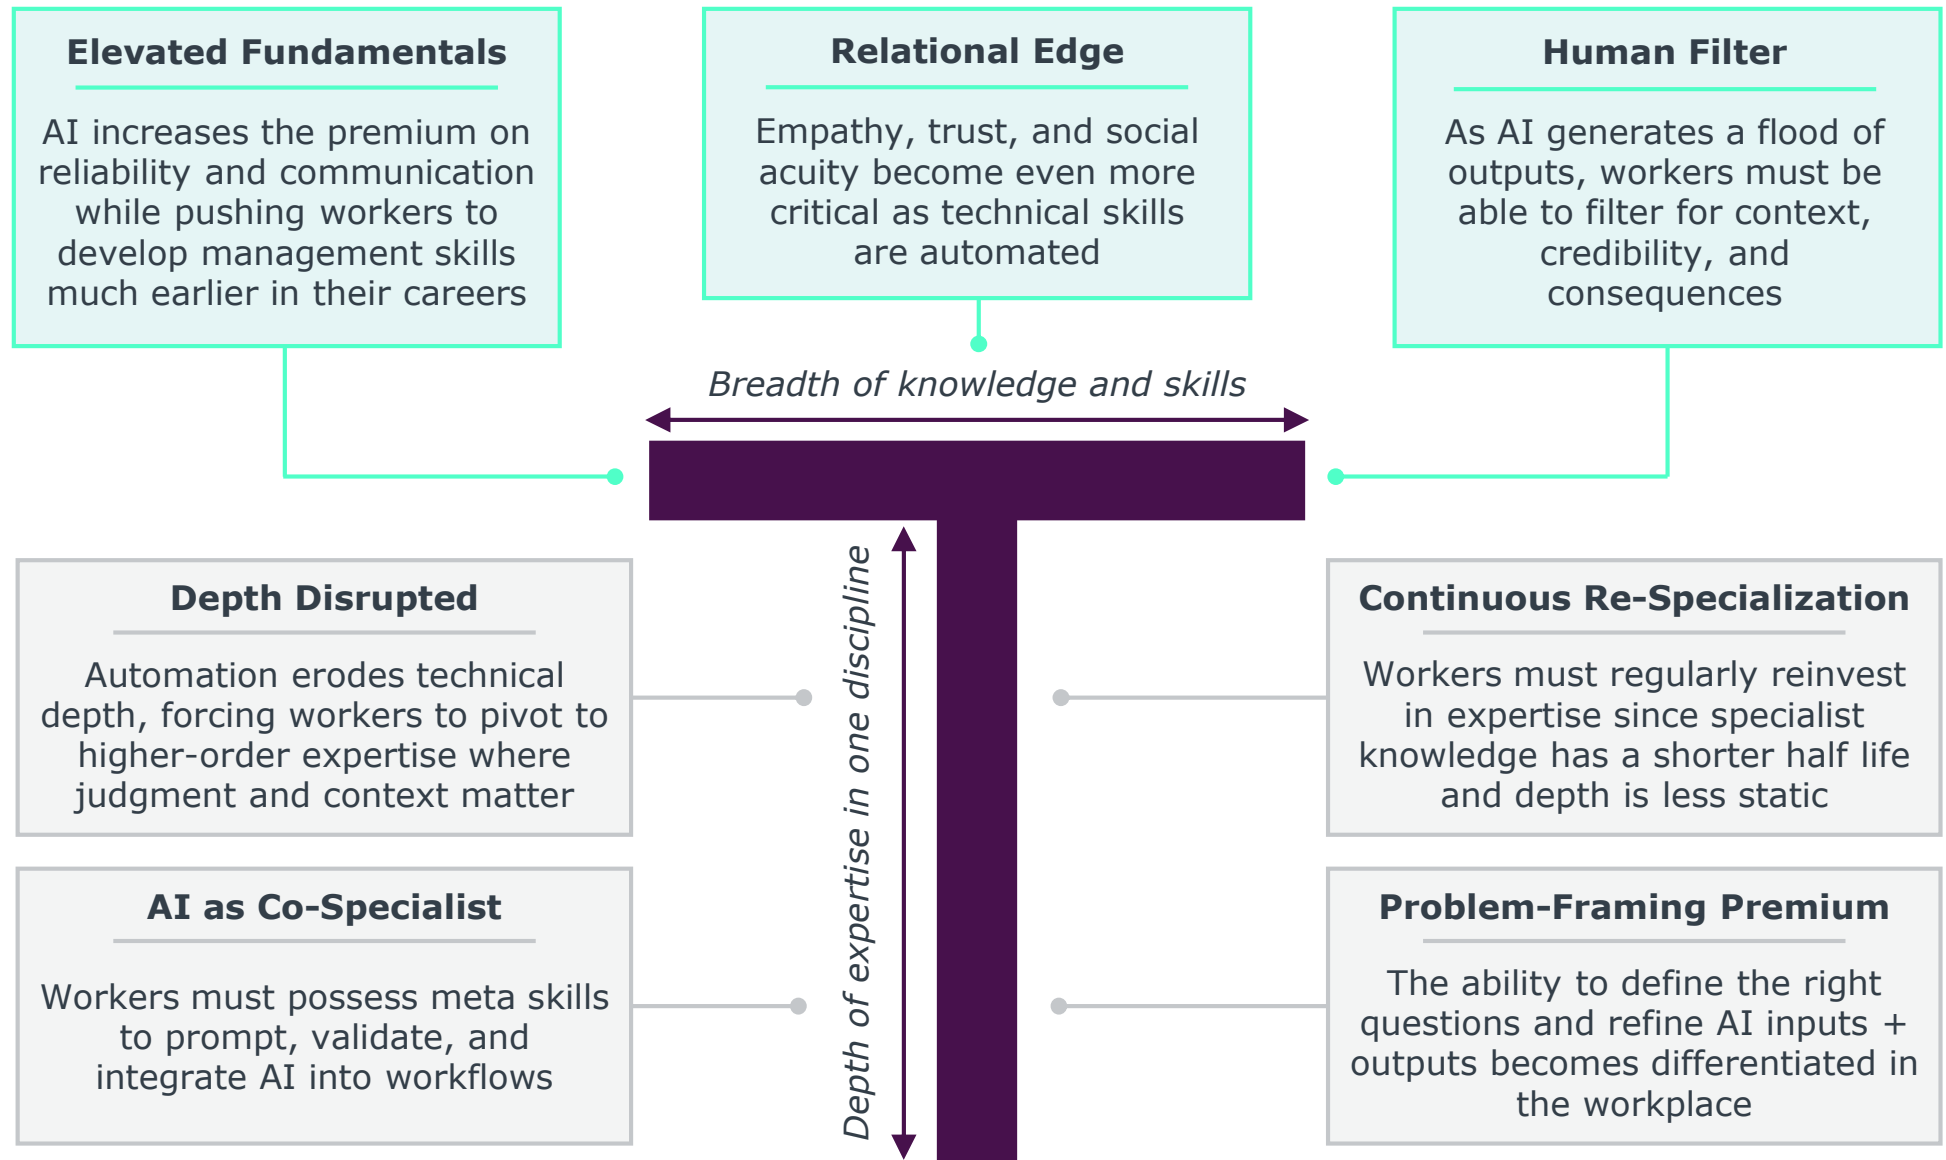 Elevated Fundamentals
AI increases the premium on
reliability and communication
while pushing workers to
develop management skills
much earlier in their careers
Relational Edge
Empathy, trust, and social
acuity become even more
critical as technical skills
are automated
Human Filter
As AI generates a flood of
outputs, workers must be
able to filter for context,
credibility, and
consequences
Breadth of knowledge and skills
Depth Disrupted
Automation erodes technical
depth, forcing workers to pivot to
higher-order expertise where
judgment and context matter
Depth of expertise in one discipline
Continuous Re-Specialization
Workers must regularly reinvest
in expertise since specialist
knowledge has a shorter half life
and depth is less static
AI as Co-Specialist
Workers must possess meta skills
to prompt, validate, and
integrate AI into workflows
Problem-Framing Premium
The ability to define the right
questions and refine AI inputs +
outputs becomes differentiated in
the workplace